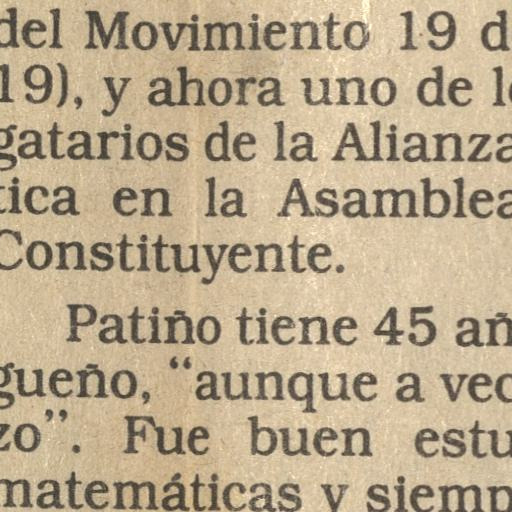 del Movimiento 19 d
19), y ahora uno de l
gatarios de la Alianza
tica en la Asamblea
Constituyente.
Patiño tiene 45 añ
gueño, “aunque a vec
zo”. Fue buen estu
matemáticas y siemp